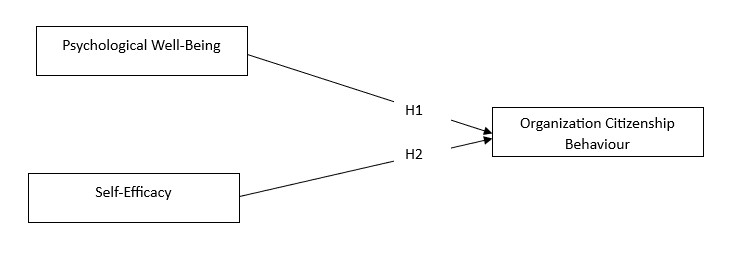 Psychological Well-Being
H1
Organization Citizenship
Behaviour
H2
Self-Efficacy